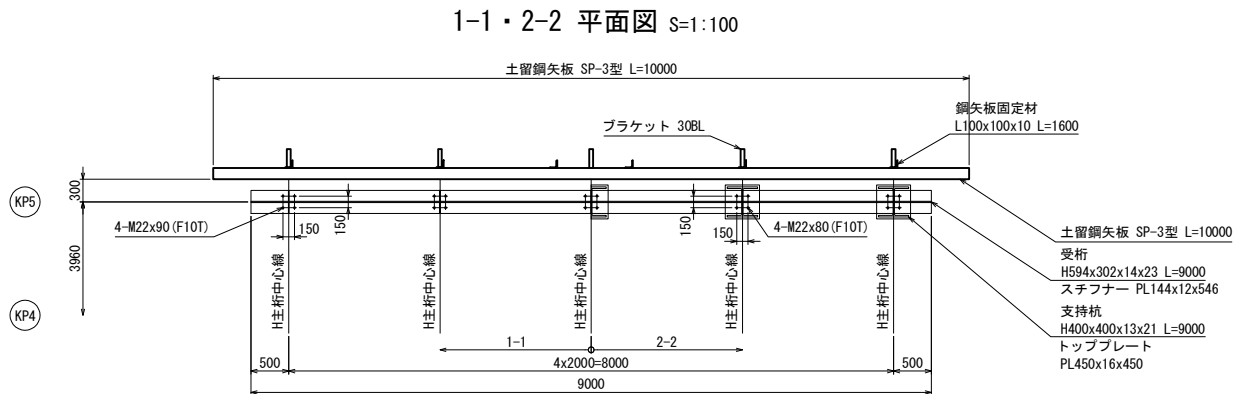 1-1・2-2 平面図 S=1:100
土留鋼矢板 SP-3型 L=10000
鋼矢板固定材
L100x100x10 L=1600
ブラケット 30BL
300
KP5
4-M22x90(F10T)
150
150
150
150
4-M22x80(F10T)
土留鋼矢板 SP-3型 L=10000
受桁
H594x302x14x23 L=9000
スチフナー PL144x12x546
支持杭
H400x400x13x21 L=9000
トッププレート
PL450x16x450
3960
KP4
H主桁中心線
H主桁中心線
H主桁中心線
H主桁中心線
H主桁中心線
1-1
2-2
500
4x2000=8000
500
9000